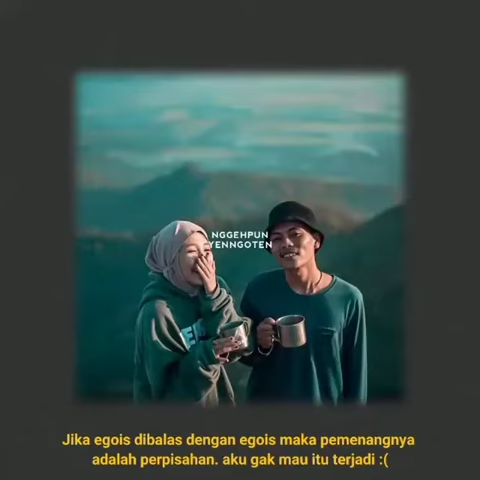 NGGEHPUN
YENNGOTEN
Jika egois dibalas dengan egois maka pemenangnya
adalah perpisahan. aku gak mau itu terjadi :(